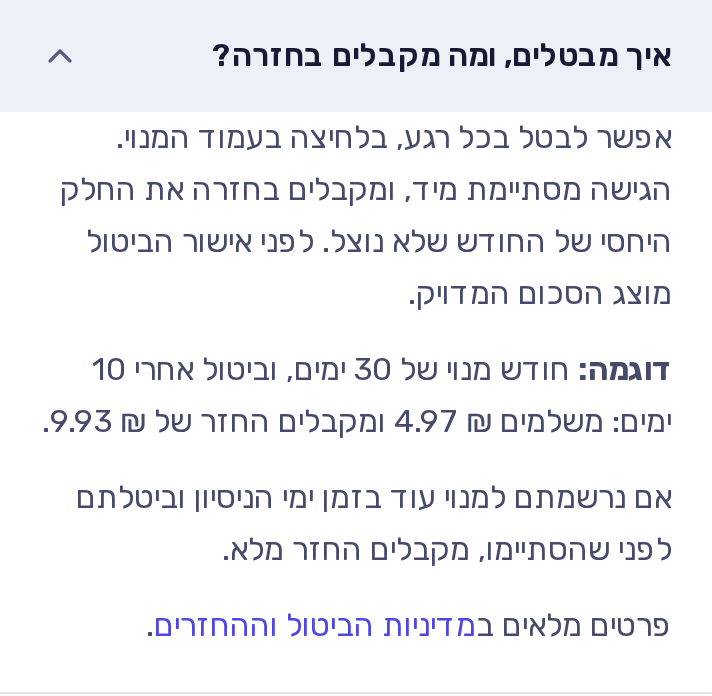 איך מבטלים, ומה מקבלים בחזרה?
אפשר לבטל בכל רגע, בלחיצה בעמוד המנוי.
הגישה מסתיימת מיד, ומקבלים בחזרה את החלק
היחסי של החודש שלא נוצל. לפני אישור הביטול
מוצג הסכום המדויק.
דוגמה: חודש מנוי של 30 ימים, וביטול אחרי 10
ימים: משלמים ₪ 4.97 ומקבלים החזר של ₪ 9.93.
אם נרשמתם למנוי עוד בזמן ימי הניסיון וביטלתם
לפני שהסתיימו, מקבלים החזר מלא.
פרטים מלאים במדיניות הביטול וההחזרים.